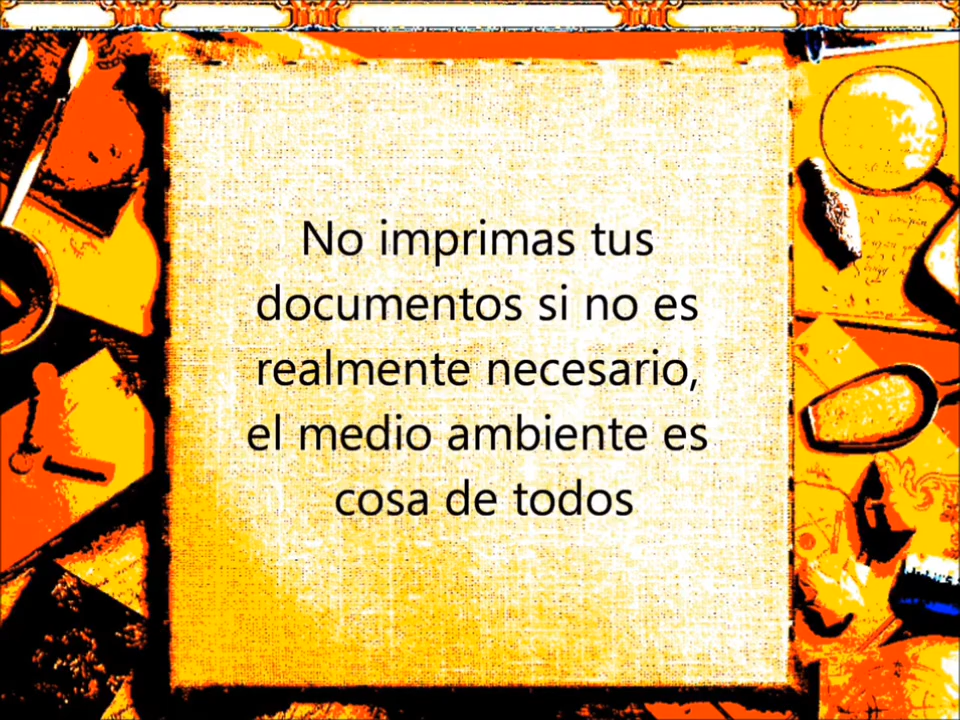 No imprimas tus
documentos si no es
realmente necesario,
el medio ambiente es
cosa de todos